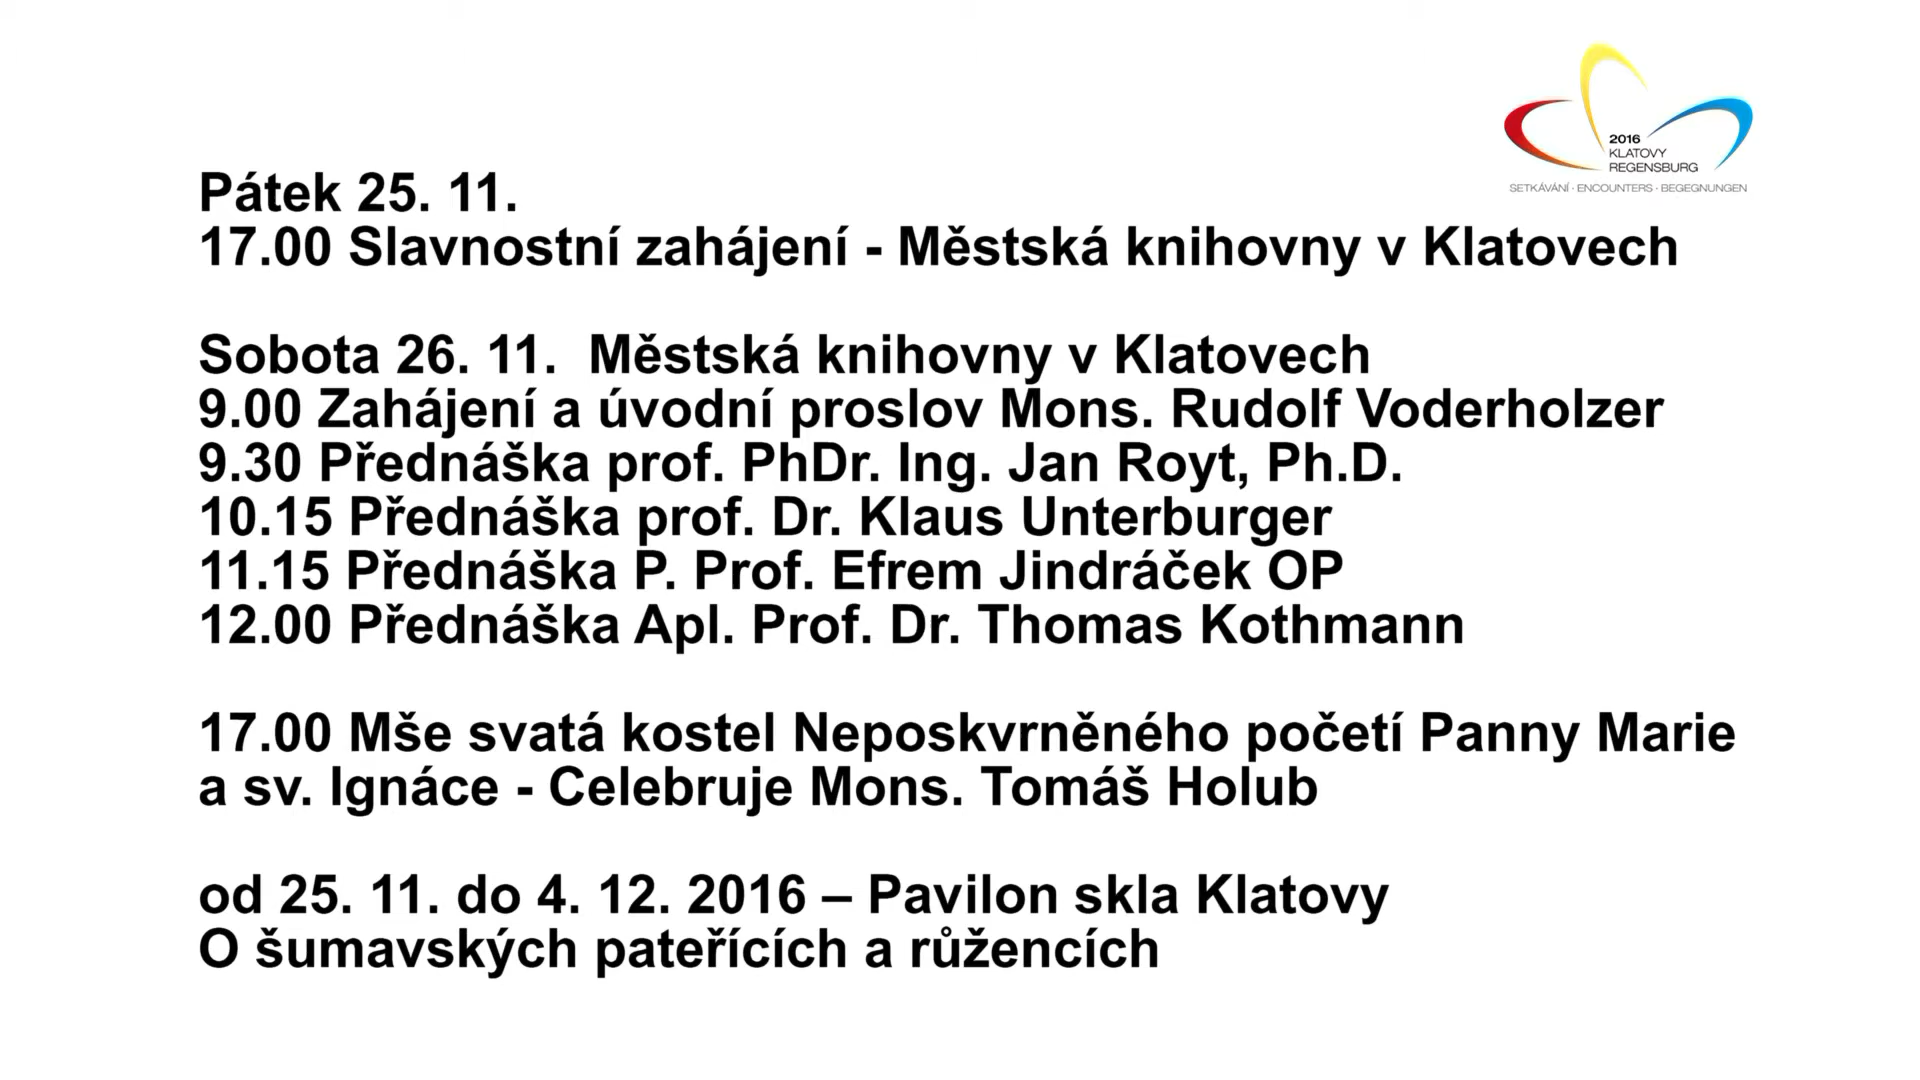 2016
KLATOVY
REGENSBURG
SETKÁVÁNÍ · ENCOUNTERS · BEGEGNUNGEN
Pátek 25. 11.
17.00 Slavnostní zahájení - Městská knihovny v Klatovech
Sobota 26. 11.  Městská knihovny v Klatovech
9.00 Zahájení a úvodní proslov Mons. Rudolf Voderholzer
9.30 Přednáška prof. PhDr. Ing. Jan Royt, Ph.D.
10.15 Přednáška prof. Dr. Klaus Unterburger
11.15 Přednáška P. Prof. Efrem Jindráček OP
12.00 Přednáška Apl. Prof. Dr. Thomas Kothmann
17.00 Mše svatá kostel Neposkvrněného početí Panny Marie
a sv. Ignáce - Celebruje Mons. Tomáš Holub
od 25. 11. do 4. 12. 2016 – Pavilon skla Klatovy
O šumavských pateřících a růžencích